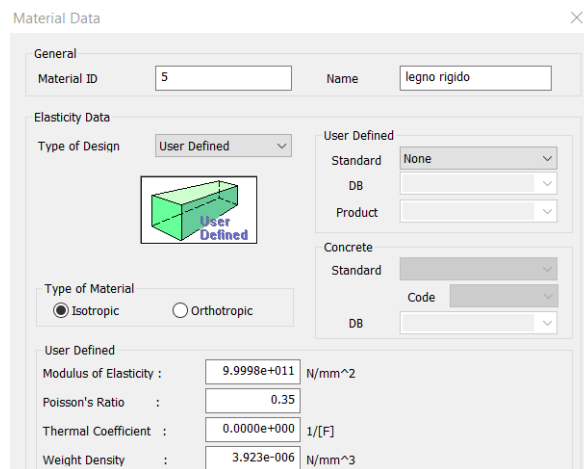 Material Data
General
Material ID 5 Name legno rigido
Elasticity Data
Type of Design User Defined
User Defined
Standard None
DB
Product
User
Defined
Concrete
Standard
Code
DB
Type of Material
Isotropic Orthotropic
User Defined
Modulus of Elasticity : 9.9998e+011 N/mm^2
Poisson's Ratio : 0.35
Thermal Coefficient : 0.0000e+000 1/[F]
Weight Density : 3.923e-006 N/mm^3